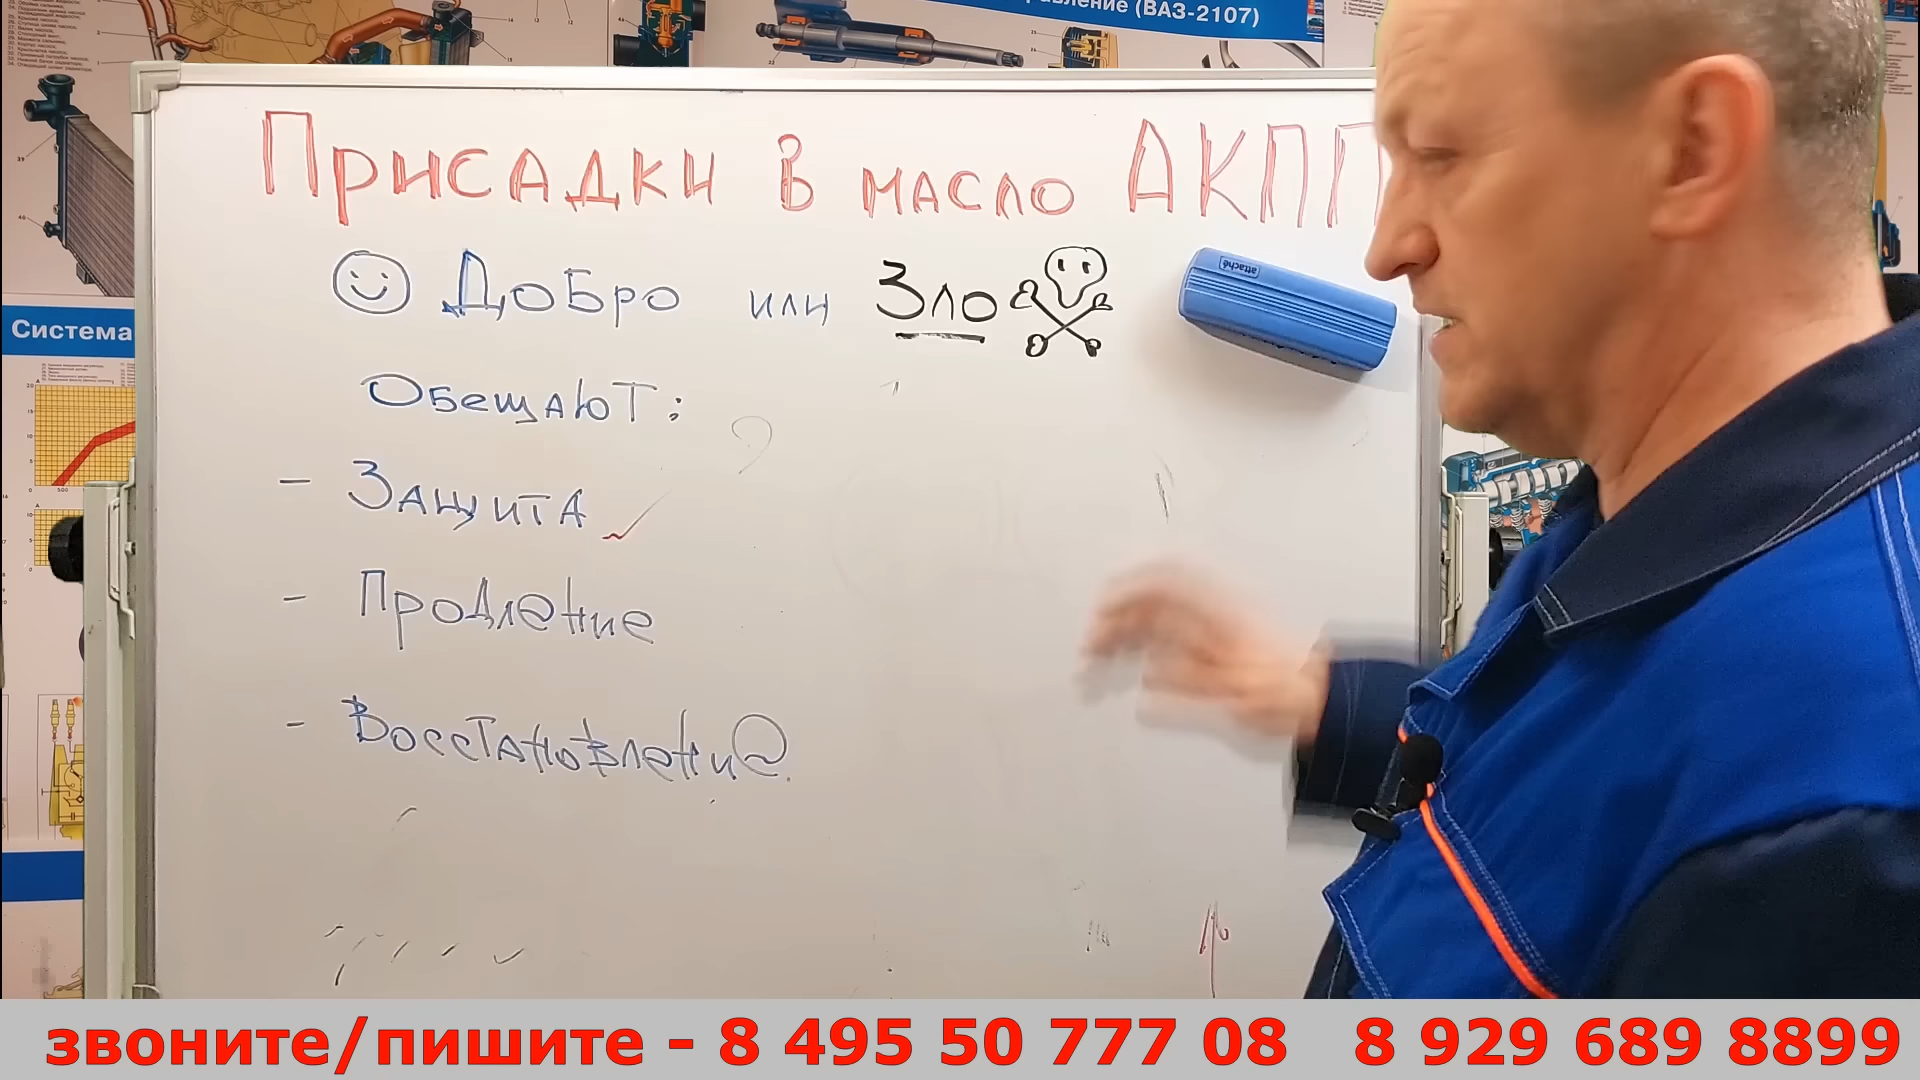 равление (ВАЗ-2107)
Присадки в масло АКПП
Добро или Зло
attaché
Система
Обещают:
- Защита
- Продление
- Восстановление
звоните/пишите - 8 495 50 777 08 8 929 689 8899